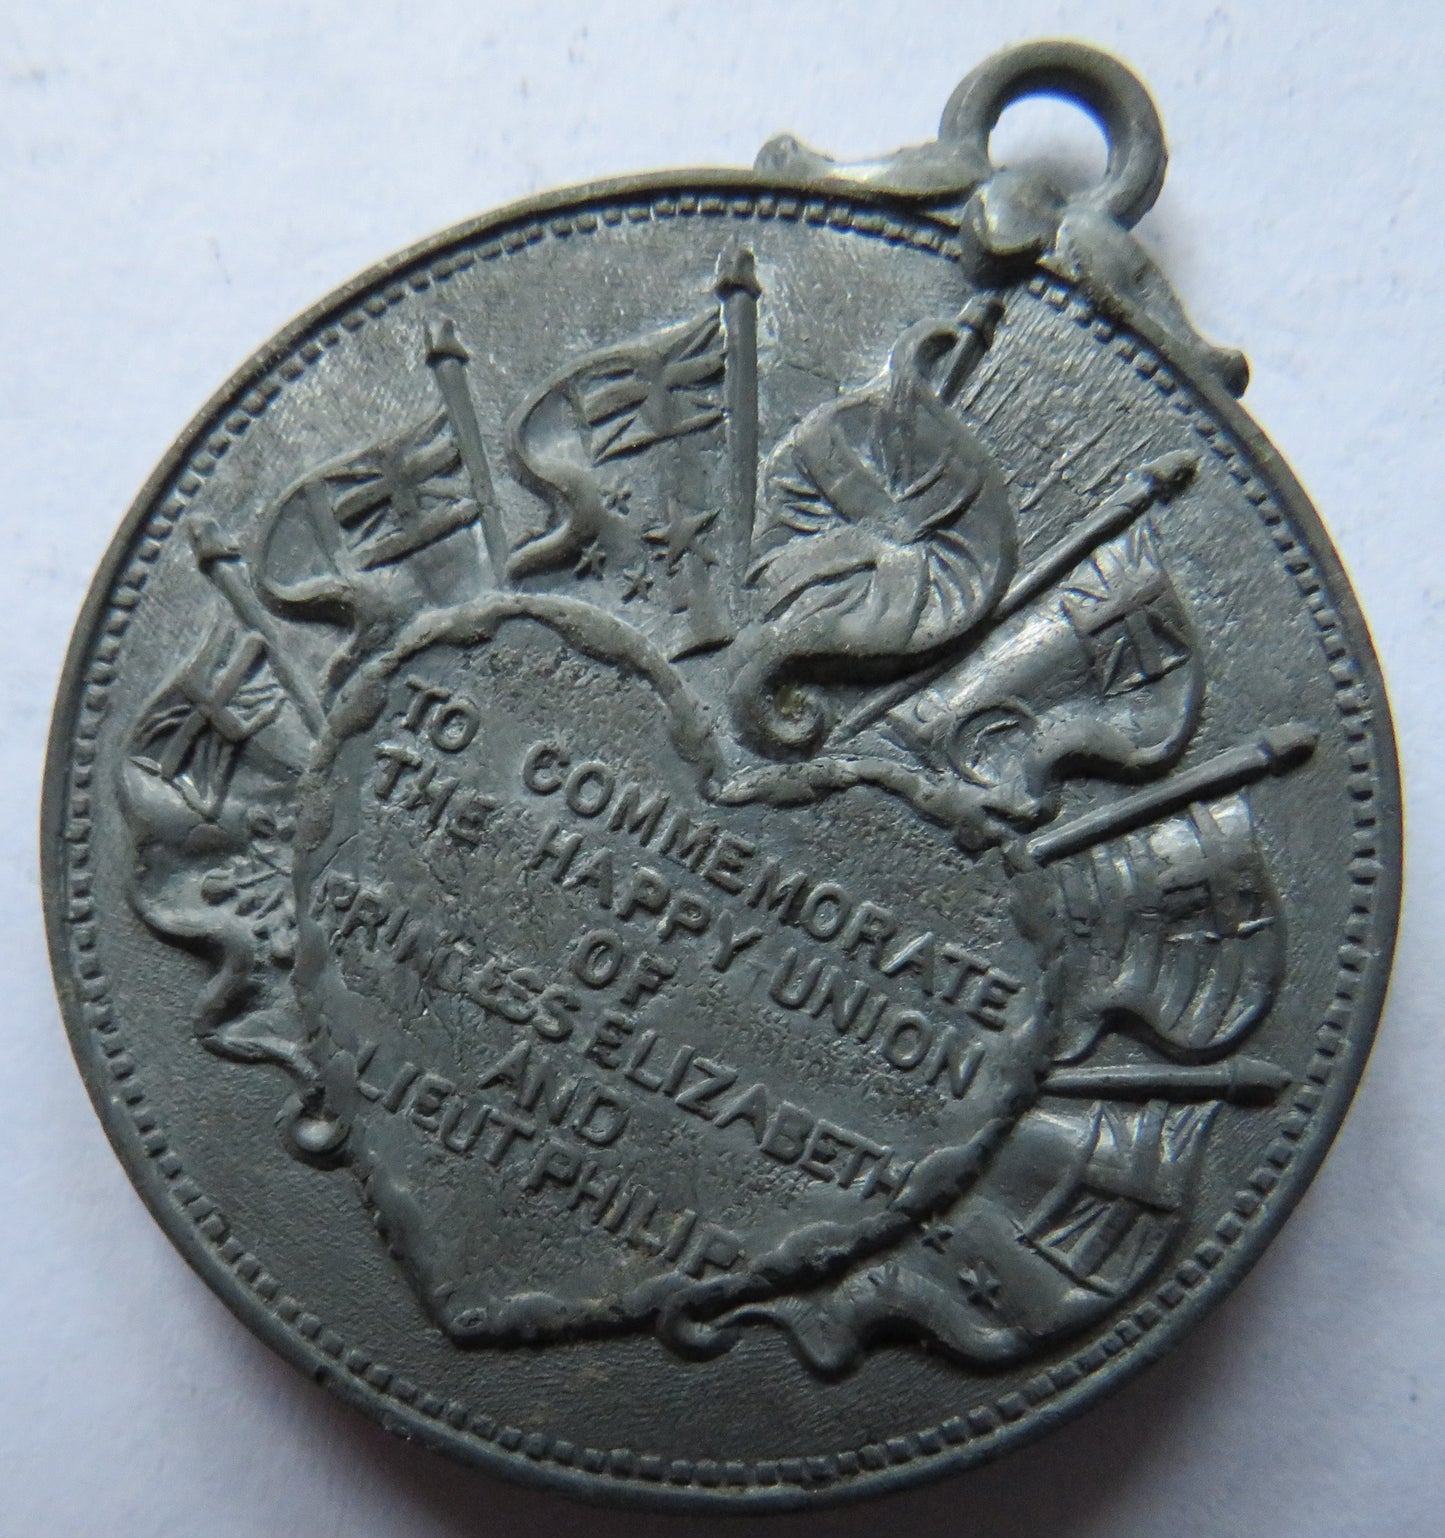 TO COMMEMORATE
THE HAPPY UNION
OF
PRINCESS ELIZABETH
AND
LIEUT PHILIP